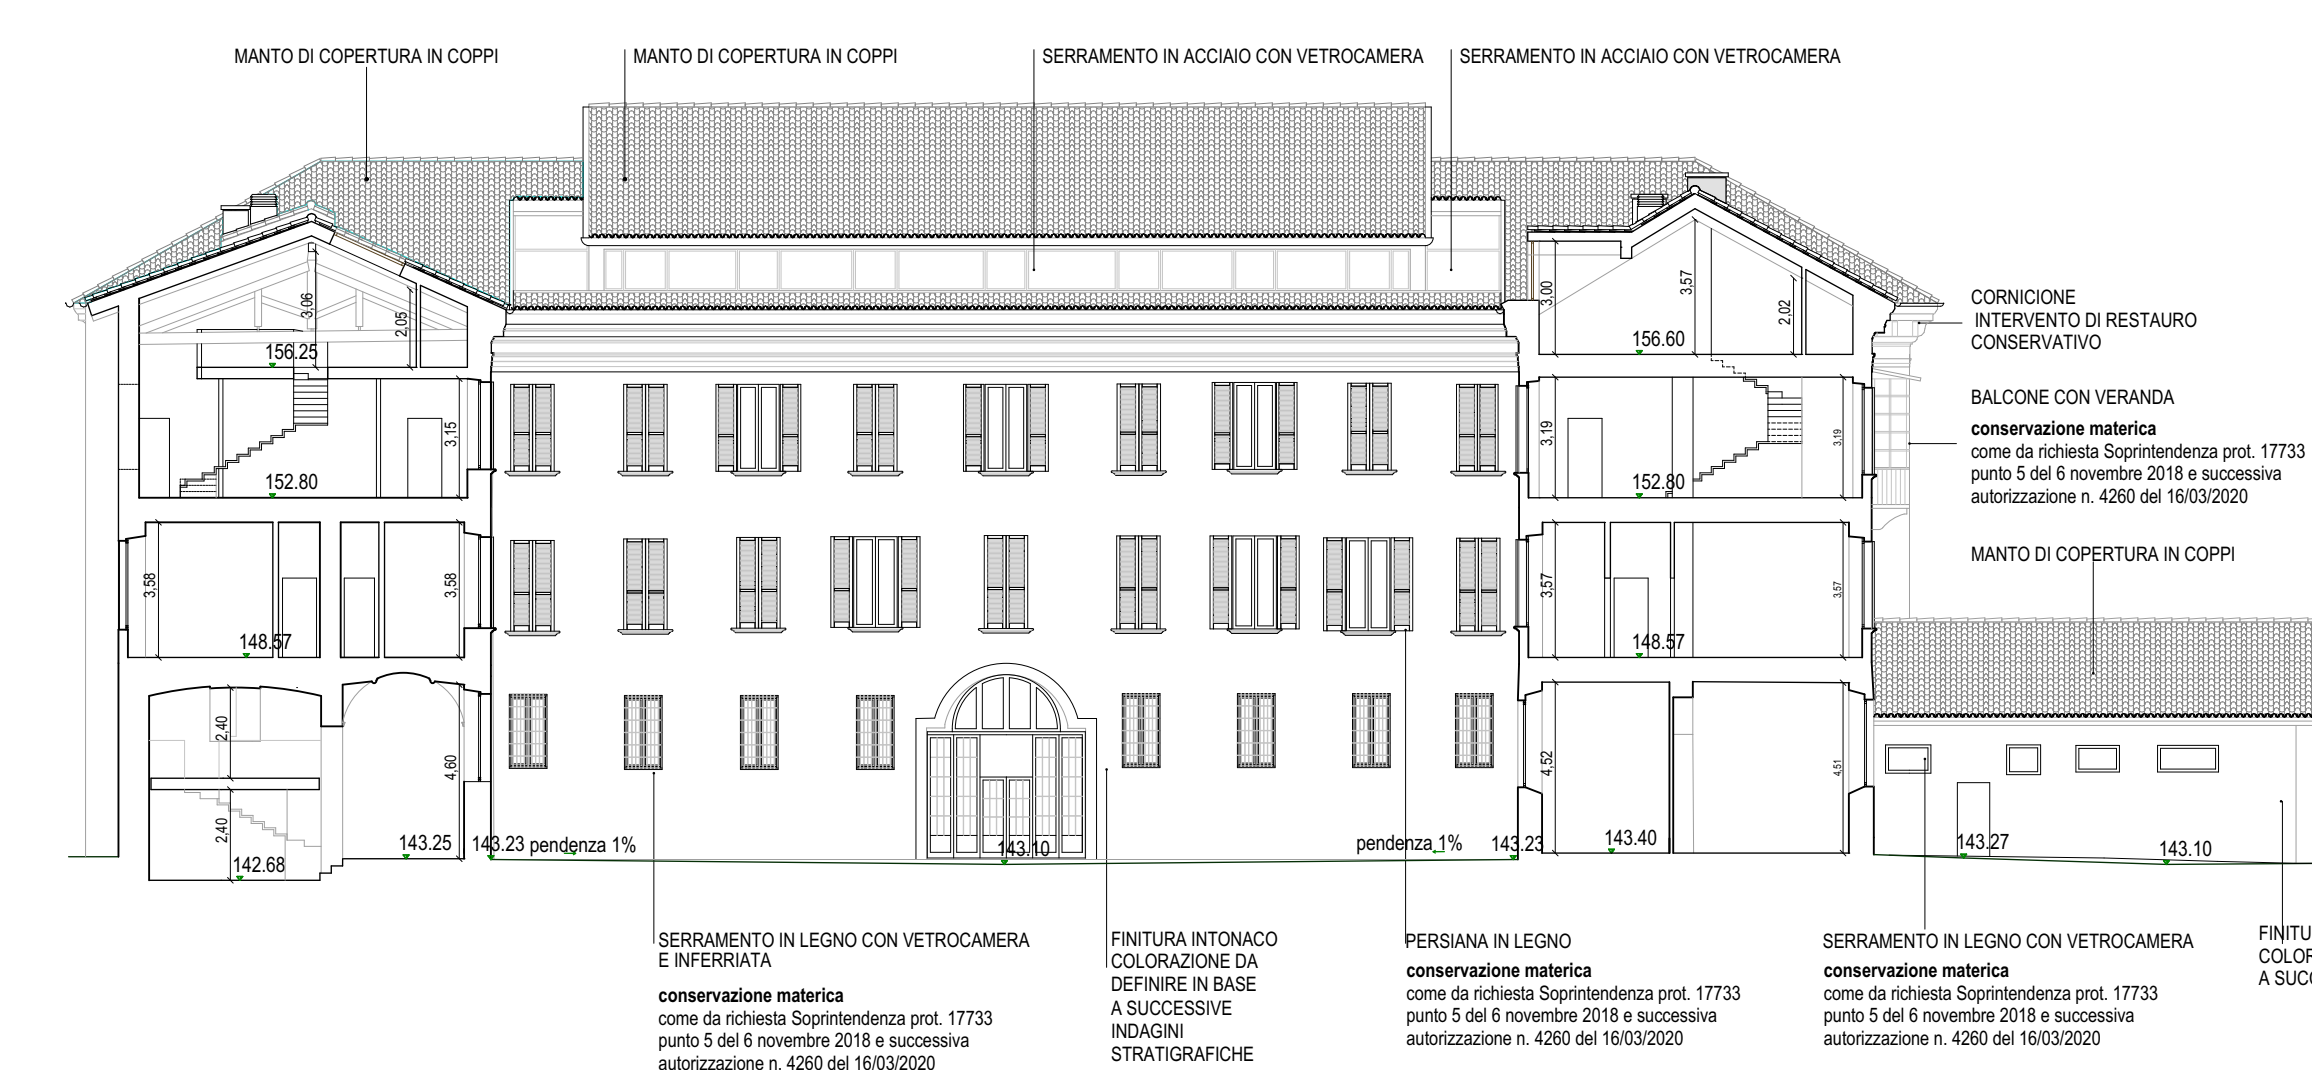 MANTO DI COPERTURA IN COPPI
MANTO DI COPERTURA IN COPPI
SERRAMENTO IN ACCIAIO CON VETROCAMERA
SERRAMENTO IN ACCIAIO CON VETROCAMERA
CORNICIONE
INTERVENTO DI RESTAURO
CONSERVATIVO
BALCONE CON VERANDA
conservazione materica
come da richiesta Soprintendenza prot. 17733
punto 5 del 6 novembre 2018 e successiva
autorizzazione n. 4260 del 16/03/2020
MANTO DI COPERTURA IN COPPI
3,06
2,05
156.25
3,15
152.80
3,58
3,58
148.57
2,40
4,60
2,40
142.68
143.25
143.23
pendenza 1%
143.10
pendenza 1%
143.23
3,00
3,57
2,02
156.60
3,19
3,19
152.80
3,57
3,57
148.57
4,52
4,51
143.40
143.27
143.10
SERRAMENTO IN LEGNO CON VETROCAMERA
E INFERRIATA
conservazione materica
come da richiesta Soprintendenza prot. 17733
punto 5 del 6 novembre 2018 e successiva
autorizzazione n. 4260 del 16/03/2020
FINITURA INTONACO
COLORAZIONE DA
DEFINIRE IN BASE
A SUCCESSIVE
INDAGINI
STRATIGRAFICHE
PERSIANA IN LEGNO
conservazione materica
come da richiesta Soprintendenza prot. 17733
punto 5 del 6 novembre 2018 e successiva
autorizzazione n. 4260 del 16/03/2020
SERRAMENTO IN LEGNO CON VETROCAMERA
conservazione materica
come da richiesta Soprintendenza prot. 17733
punto 5 del 6 novembre 2018 e successiva
autorizzazione n. 4260 del 16/03/2020
FINITU
COLOR
A SUCC